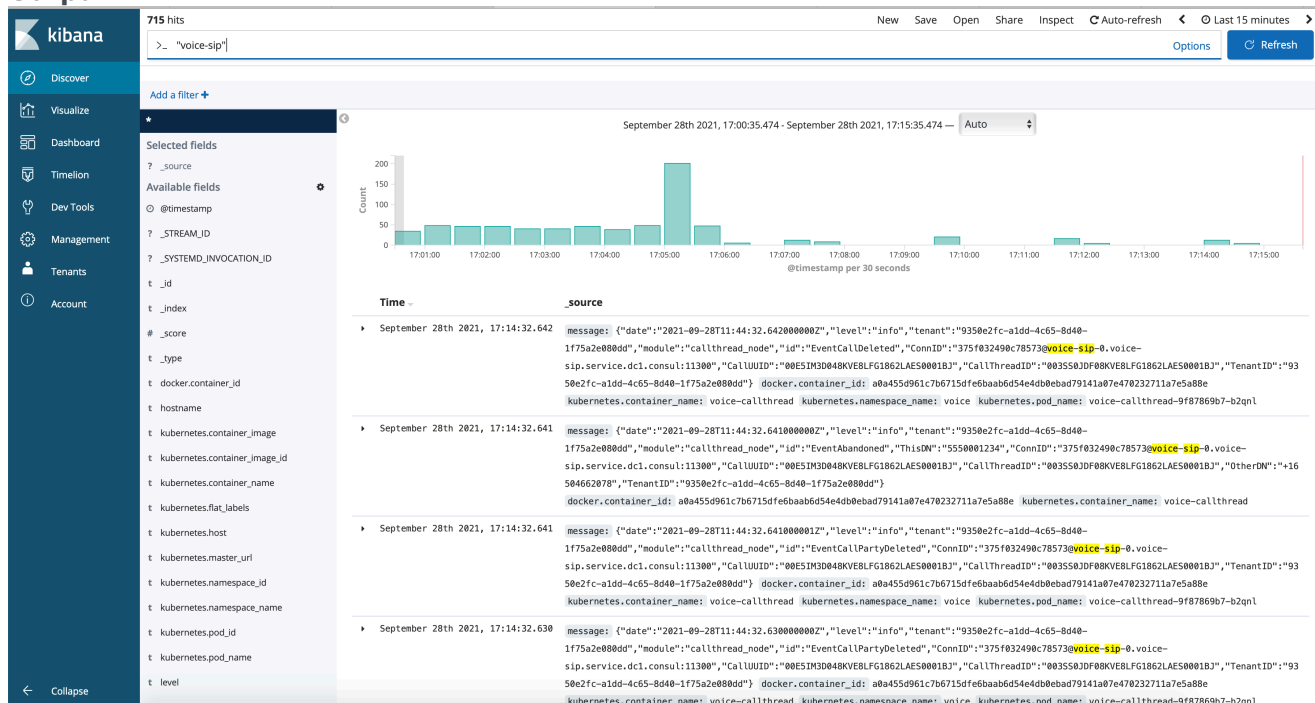 715 hits
New Save Open Share Inspect Auto-refresh Last 15 minutes
kibana
>_ "voice-sip"
Options
Refresh
Discover
Visualize
Dashboard
Timelion
Dev Tools
Management
Tenants
Account
Collapse
Add a filter +
*
Selected fields
? _source
Available fields
@timestamp
? _STREAM_ID
? _SYSTEMD_INVOCATION_ID
t _id
t _index
# _score
t _type
t docker.container_id
t hostname
t kubernetes.container_image
t kubernetes.container_image_id
t kubernetes.container_name
t kubernetes.flat_labels
t kubernetes.host
t kubernetes.master_url
t kubernetes.namespace_id
t kubernetes.namespace_name
t kubernetes.pod_id
t kubernetes.pod_name
t level
September 28th 2021, 17:00:35.474 - September 28th 2021, 17:15:35.474 — Auto
Count
200
150
100
50
0
17:01:00 17:02:00 17:03:00 17:04:00 17:05:00 17:06:00 17:07:00 17:08:00 17:09:00 17:10:00 17:11:00 17:12:00 17:13:00 17:14:00 17:15:00
@timestamp per 30 seconds
Time _source
September 28th 2021, 17:14:32.642 message: {"date":"2021-09-28T11:44:32.642000000Z","level":"info","tenant":"9350e2fc-a1dd-4c65-8d40-
1f75a2e080dd","module":"callthread_node","id":"EventCallDeleted","ConnID":"375f032490c78573@voice-sip-0.voice-
sip.service.dc1.consul:11300","CallUUID":"00E5IM3D048KVE8LFG1862LAES0001BJ","CallThreadID":"003SS0JDF08KVE8LFG1862LAES0001BJ","TenantID":"93
50e2fc-a1dd-4c65-8d40-1f75a2e080dd"} docker.container_id: a0a455d961c7b6715dfe6baab6d54e4db0ebad79141a07e470232711a7e5a88e
kubernetes.container_name: voice-callthread kubernetes.namespace_name: voice kubernetes.pod_name: voice-callthread-9f87869b7-b2qnl
September 28th 2021, 17:14:32.641 message: {"date":"2021-09-28T11:44:32.641000000Z","level":"info","tenant":"9350e2fc-a1dd-4c65-8d40-
1f75a2e080dd","module":"callthread_node","id":"EventAbandoned","ThisDN":"5550001234","ConnID":"375f032490c78573@voice-sip-0.voice-
sip.service.dc1.consul:11300","CallUUID":"00E5IM3D048KVE8LFG1862LAES0001BJ","CallThreadID":"003SS0JDF08KVE8LFG1862LAES0001BJ","OtherDN":"+16
504662078","TenantID":"9350e2fc-a1dd-4c65-8d40-1f75a2e080dd"}
docker.container_id: a0a455d961c7b6715dfe6baab6d54e4db0ebad79141a07e470232711a7e5a88e kubernetes.container_name: voice-callthread
September 28th 2021, 17:14:32.641 message: {"date":"2021-09-28T11:44:32.641000001Z","level":"info","tenant":"9350e2fc-a1dd-4c65-8d40-
1f75a2e080dd","module":"callthread_node","id":"EventCallPartyDeleted","ConnID":"375f032490c78573@voice-sip-0.voice-
sip.service.dc1.consul:11300","CallUUID":"00E5IM3D048KVE8LFG1862LAES0001BJ","CallThreadID":"003SS0JDF08KVE8LFG1862LAES0001BJ","TenantID":"93
50e2fc-a1dd-4c65-8d40-1f75a2e080dd"} docker.container_id: a0a455d961c7b6715dfe6baab6d54e4db0ebad79141a07e470232711a7e5a88e
kubernetes.container_name: voice-callthread kubernetes.namespace_name: voice kubernetes.pod_name: voice-callthread-9f87869b7-b2qnl
September 28th 2021, 17:14:32.630 message: {"date":"2021-09-28T11:44:32.630000000Z","level":"info","tenant":"9350e2fc-a1dd-4c65-8d40-
1f75a2e080dd","module":"callthread_node","id":"EventCallPartyDeleted","ConnID":"375f032490c78573@voice-sip-0.voice-
sip.service.dc1.consul:11300","CallUUID":"00E5IM3D048KVE8LFG1862LAES0001BJ","CallThreadID":"003SS0JDF08KVE8LFG1862LAES0001BJ","TenantID":"93
50e2fc-a1dd-4c65-8d40-1f75a2e080dd"} docker.container_id: a0a455d961c7b6715dfe6baab6d54e4db0ebad79141a07e470232711a7e5a88e
kubernetes.container_name: voice-callthread kubernetes.namespace_name: voice kubernetes.pod_name: voice-callthread-9f87869b7-b2qnl